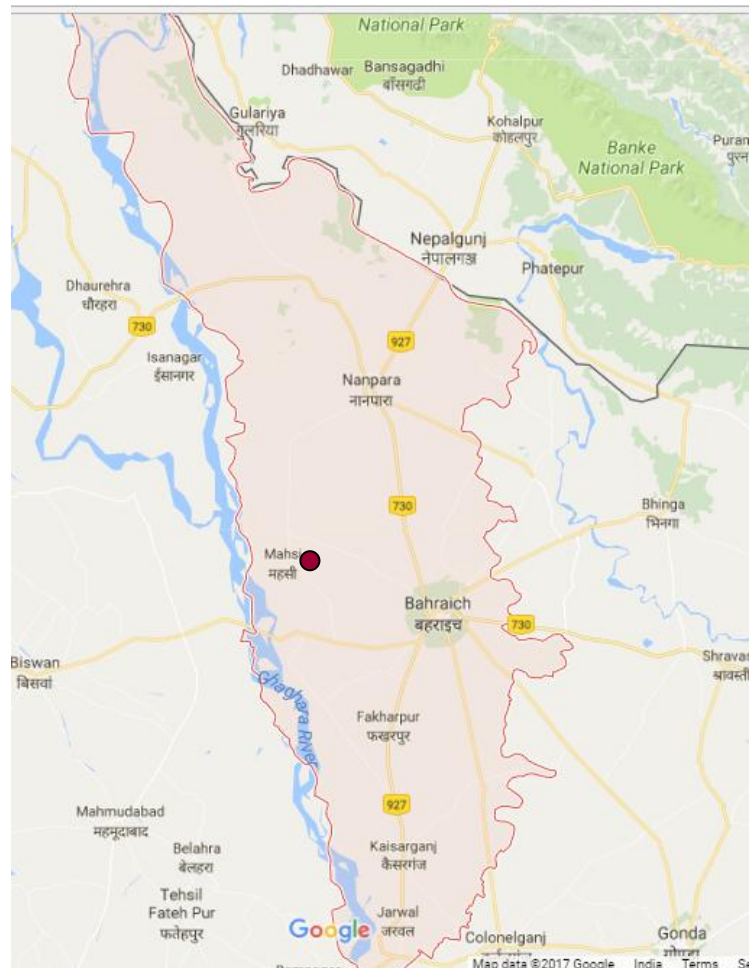 National Park
Dhadhawar
Bansagadhi
बाँसगढी
Gulariya
गुलरिया
Kohalpur
कोहलपुर
Banke
National Park
Nepalgunj
नेपालगञ्ज
Phatepur
Dhaurehra
धौरहरा
730
927
Isanagar
ईसानगर
Nanpara
नानपारा
730
Bhinga
भिनगा
Mahsi
महसी
Bahraich
बहराइच
730
Biswan
बिसवां
Ghaghara River
Fakharpur
फखरपुर
927
Mahmudabad
महमूदाबाद
Belahra
बेलहरा
Kaisarganj
कैसरगंज
Tehsil
Fateh Pur
फतेहपुर
Jarwal
जरवल
Google
Colonelganj
Gonda
Map data ©2017 Google India Terms